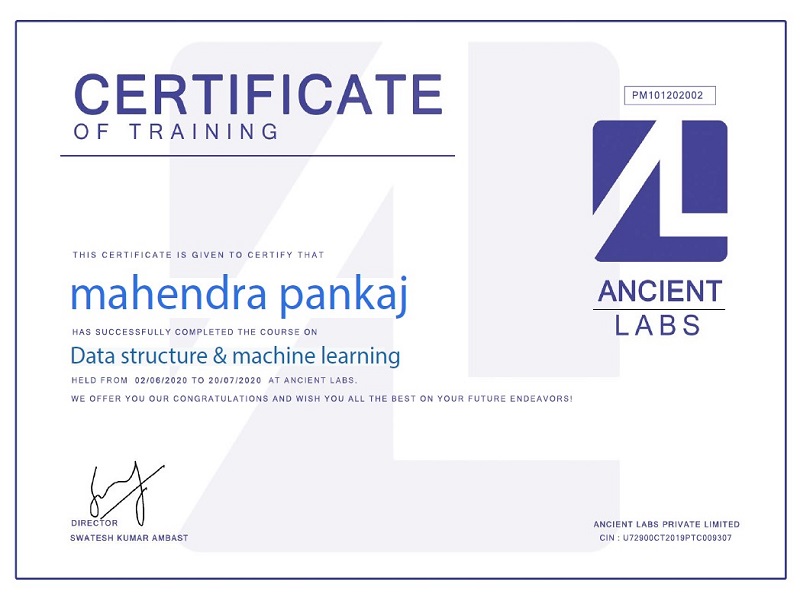 CERTIFICATE
OF TRAINING
PM101202002
ANCIENT
LABS
THIS CERTIFICATE IS GIVEN TO CERTIFY THAT
mahendra pankaj
HAS SUCCESSFULLY COMPLETED THE COURSE ON
Data structure & machine learning
HELD FROM 02/06/2020 TO 20/07/2020 AT ANCIENT LABS.
WE OFFER YOU OUR CONGRATULATIONS AND WISH YOU ALL THE BEST ON YOUR FUTURE ENDEAVORS!
DIRECTOR
SWATESH KUMAR AMBAST
ANCIENT LABS PRIVATE LIMITED
CIN : U72900CT2019PTC009307